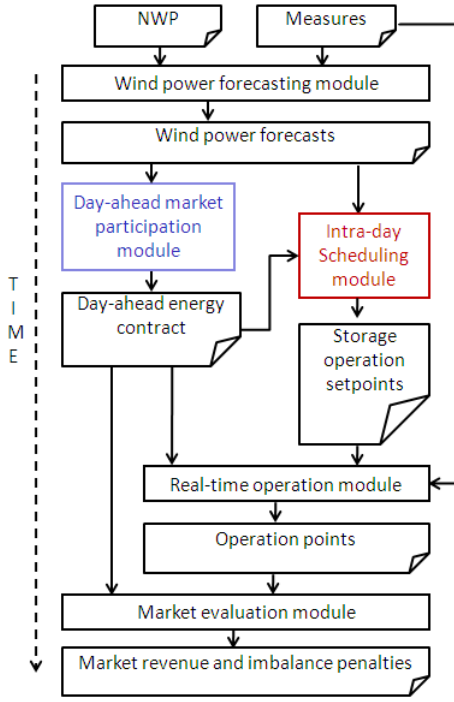 NWP
Measures
Wind power forecasting module
Wind power forecasts
Day-ahead market
participation
module
Intra-day
Scheduling
module
Day-ahead energy
contract
T
I
M
E
Storage
operation
setpoints
Real-time operation module
Operation points
Market evaluation module
Market revenue and imbalance penalties